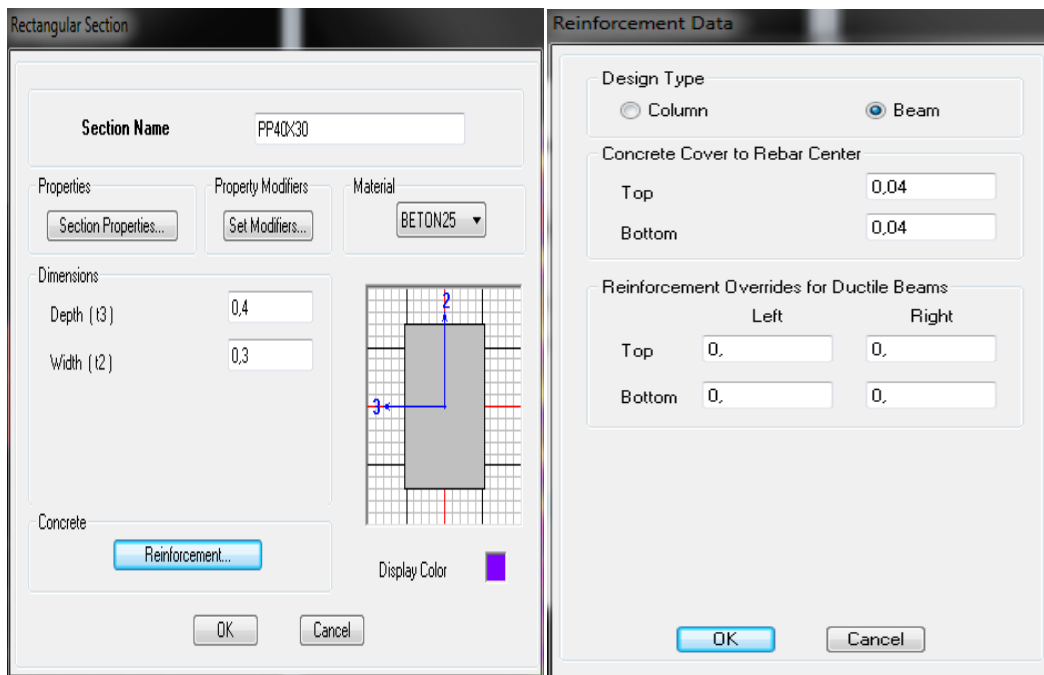 Rectangular Section
Section Name PP40X30
Properties Property Modifiers Material
Section Properties... Set Modifiers... BETON25
Dimensions
Depth ( t3 ) 0,4
Width ( t2 ) 0,3
2
3
Concrete
Reinforcement...
Display Color
OK Cancel
Reinforcement Data
Design Type
Column Beam
Concrete Cover to Rebar Center
Top 0,04
Bottom 0,04
Reinforcement Overrides for Ductile Beams
Left Right
Top 0, 0,
Bottom 0, 0,
OK Cancel